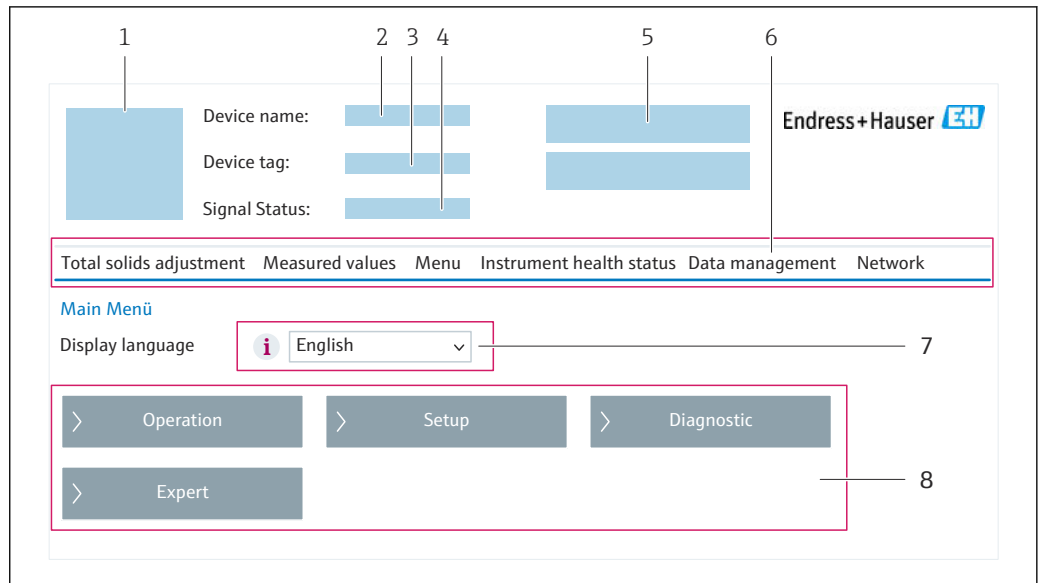 1 2 3 4 5 6
Device name:
Endress+Hauser EH
Device tag:
Signal Status:
Total solids adjustment Measured values Menu Instrument health status Data management Network
Main Menü
Display language i English 7
Operation Setup Diagnostic
Expert 8